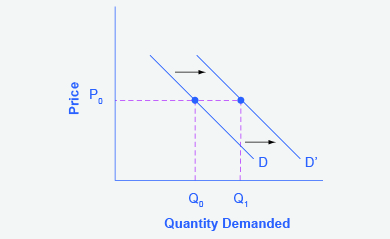 Price
P₀
D
D'
Q₀
Q₁
Quantity Demanded